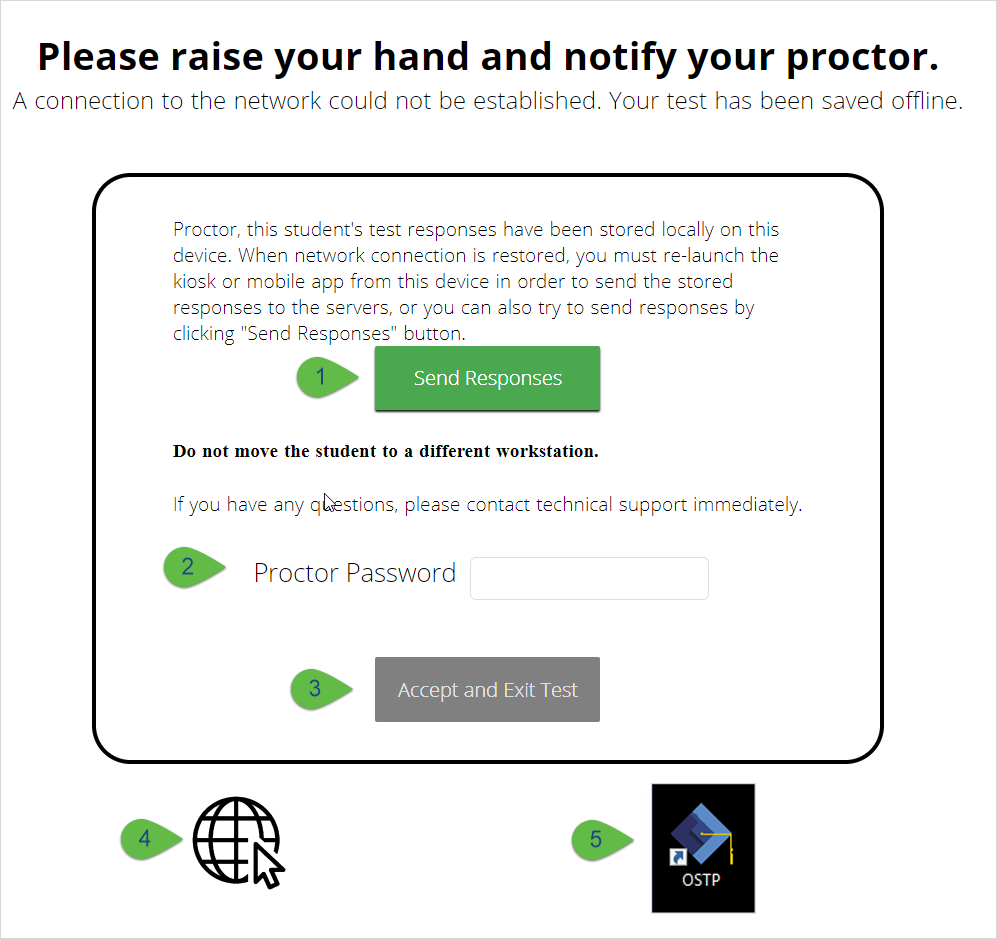 Please raise your hand and notify your proctor.
A connection to the network could not be established. Your test has been saved offline.
Proctor, this student's test responses have been stored locally on this
device. When network connection is restored, you must re-launch the
kiosk or mobile app from this device in order to send the stored
responses to the servers, or you can also try to send responses by
clicking "Send Responses" button.
1 Send Responses
Do not move the student to a different workstation.
If you have any questions, please contact technical support immediately.
2 Proctor Password
3 Accept and Exit Test
4 5
OSTP